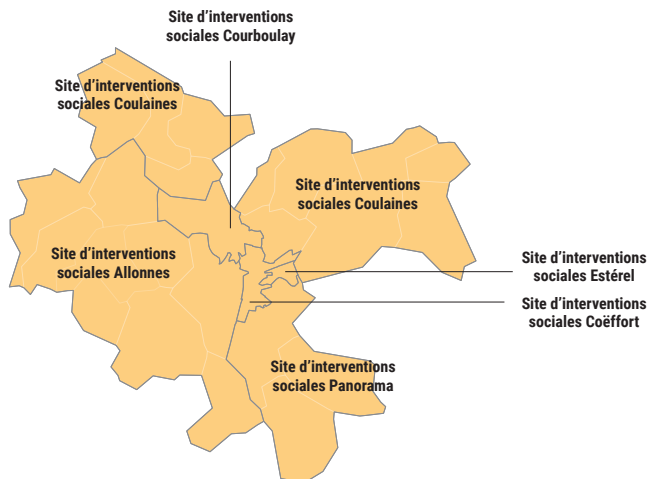 Site d'interventions
sociales Courboulay
Site d'interventions
sociales Coulaines
Site d'interventions
sociales Coulaines
Site d'interventions
sociales Allonnes
Site d'interventions
sociales Estérel
Site d'interventions
sociales Coëffort
Site d'interventions
sociales Panorama